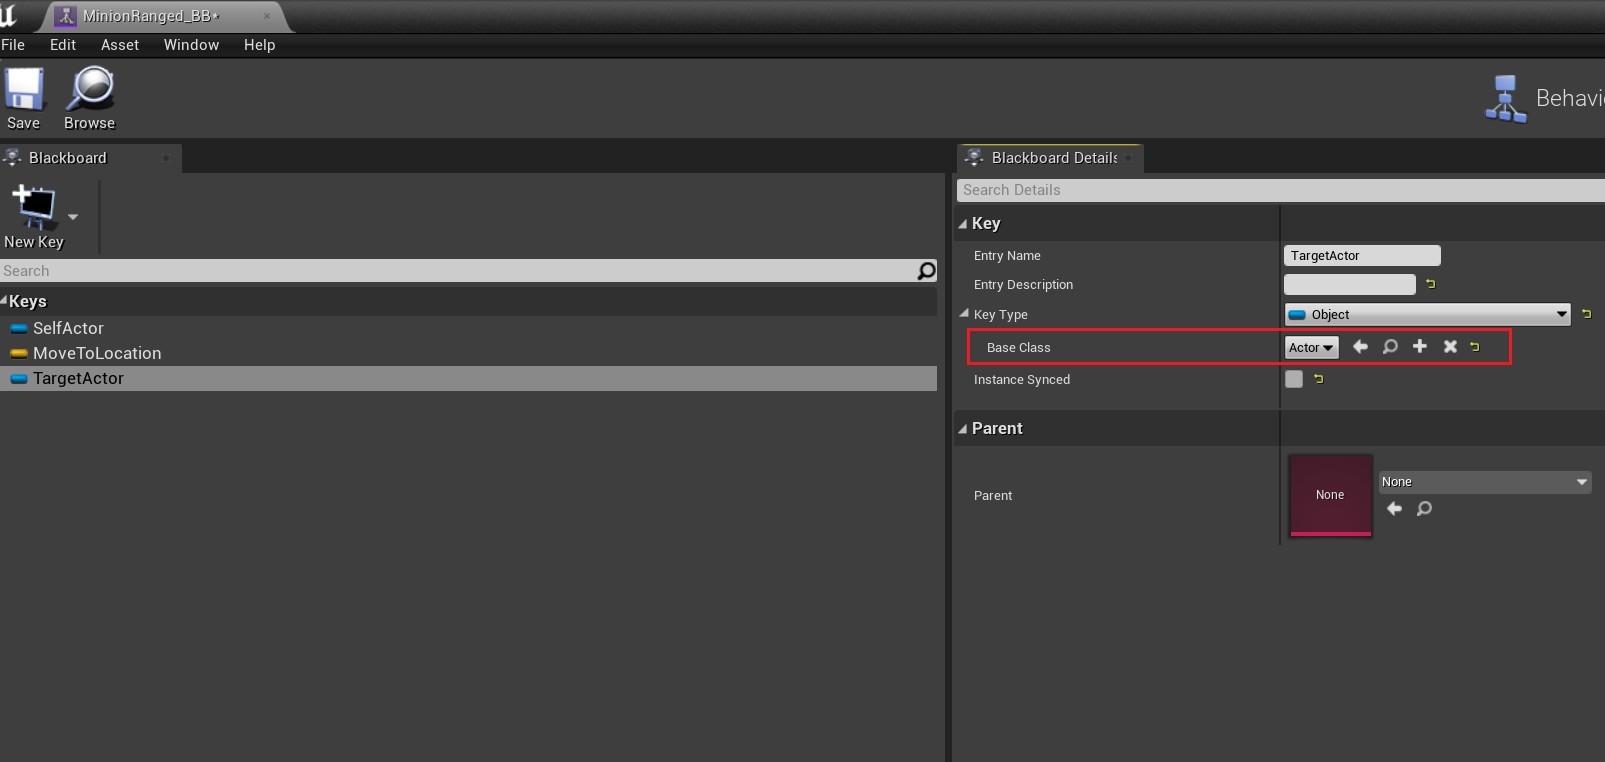 MinionRanged_BB*
File Edit Asset Window Help
Save Browse
Behavi
Blackboard
New Key
Search
Keys
SelfActor
MoveToLocation
TargetActor
Blackboard Details
Search Details
Key
Entry Name TargetActor
Entry Description
Key Type Object
Base Class Actor
Instance Synced
Parent
Parent None None